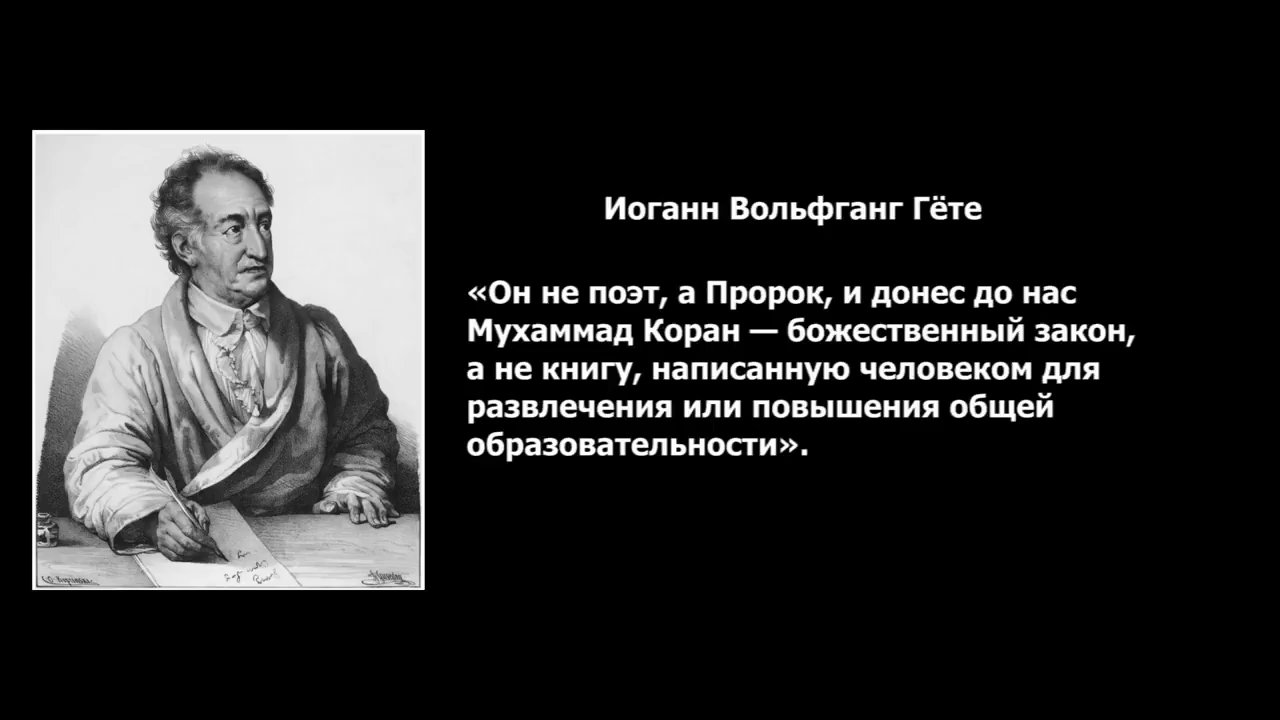 Иоганн Вольфганг Гёте
«Он не поэт, а Пророк, и донес до нас
Мухаммад Коран — божественный закон,
а не книгу, написанную человеком для
развлечения или повышения общей
образовательности».